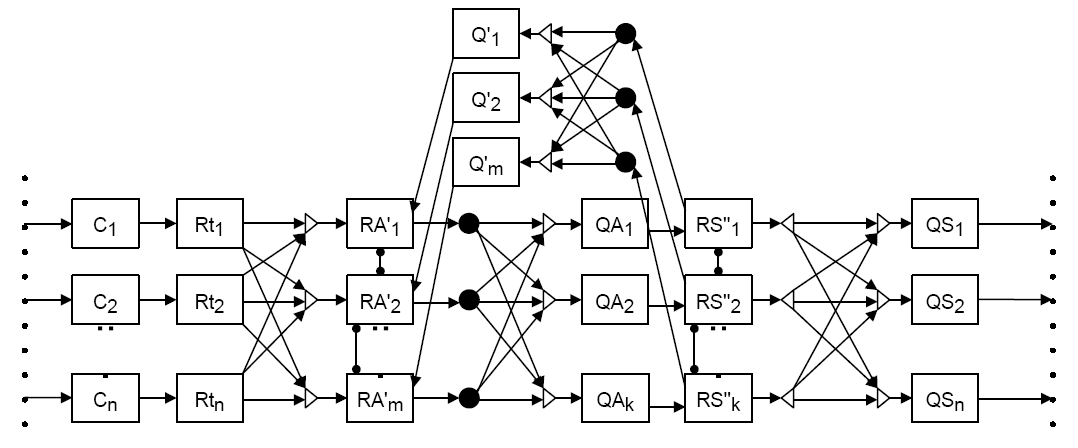 Q'1
Q'2
Q'm
C1 Rt1 RA'1 QA1 RS"1 QS1
C2 Rt2 RA'2 QA2 RS"2 QS2
Cn Rtn RA'm QAk RS"k QSn